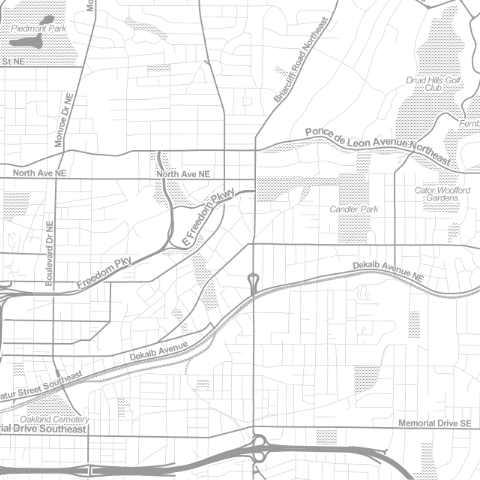 Mo
Piedmont Park
St NE
Briarcliff Road Northeast
Druid Hills Golf
Club
Monroe Dr NE
Fernb
Ponce de Leon Avenue Northeast
North Ave NE
North Ave NE
E Freedom Pkwy
Cator Woolford
Gardens
Candler Park
Boulevard Dr NE
Freedom Pky
Dekalb Avenue NE
Dekalb Avenue
atur Street Southeast
Oakland Cemetery
rial Drive Southeast
Memorial Drive SE